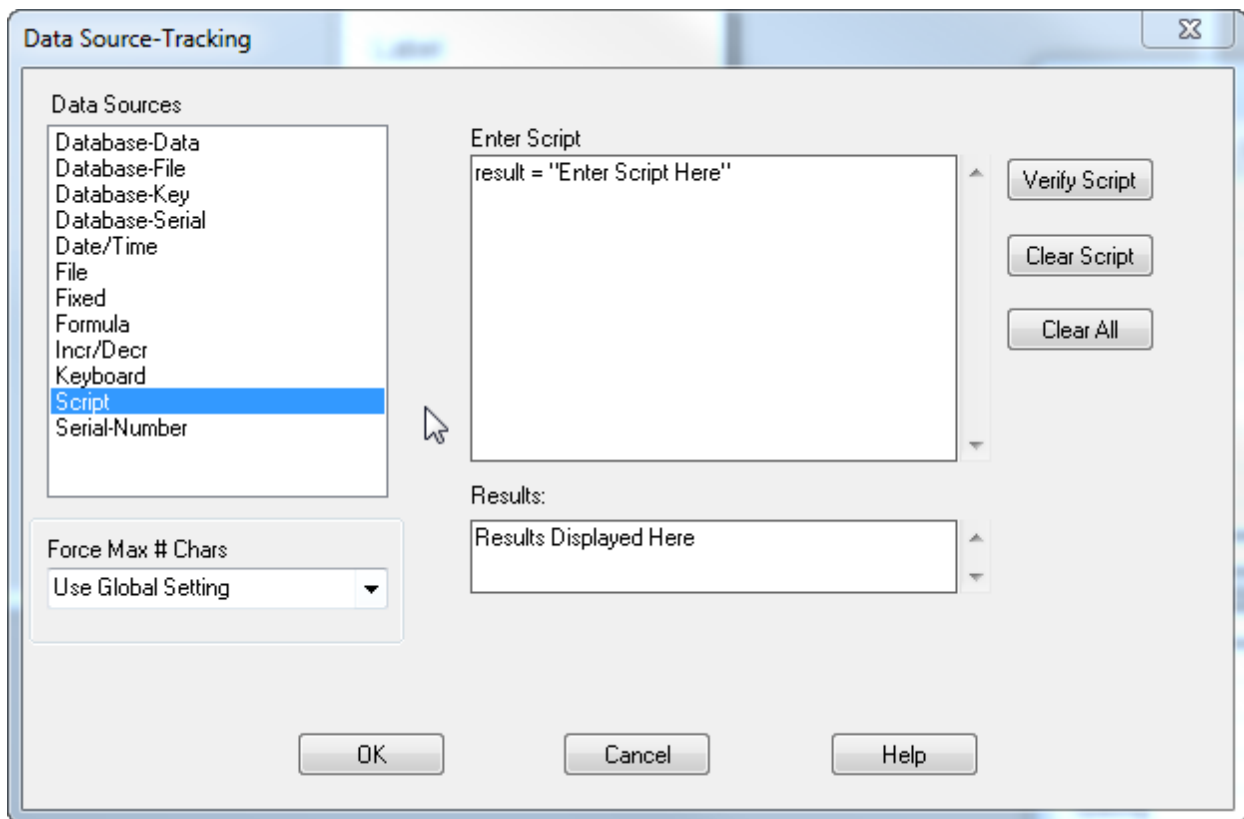 Data Source-Tracking
Label
Data Sources
Database-Data
Database-File
Database-Key
Database-Serial
Date/Time
File
Fixed
Formula
Incr/Decr
Keyboard
Script
Serial-Number
Force Max # Chars
Use Global Setting
Enter Script
result = "Enter Script Here"
Verify Script
Clear Script
Clear All
Results:
Results Displayed Here
OK
Cancel
Help